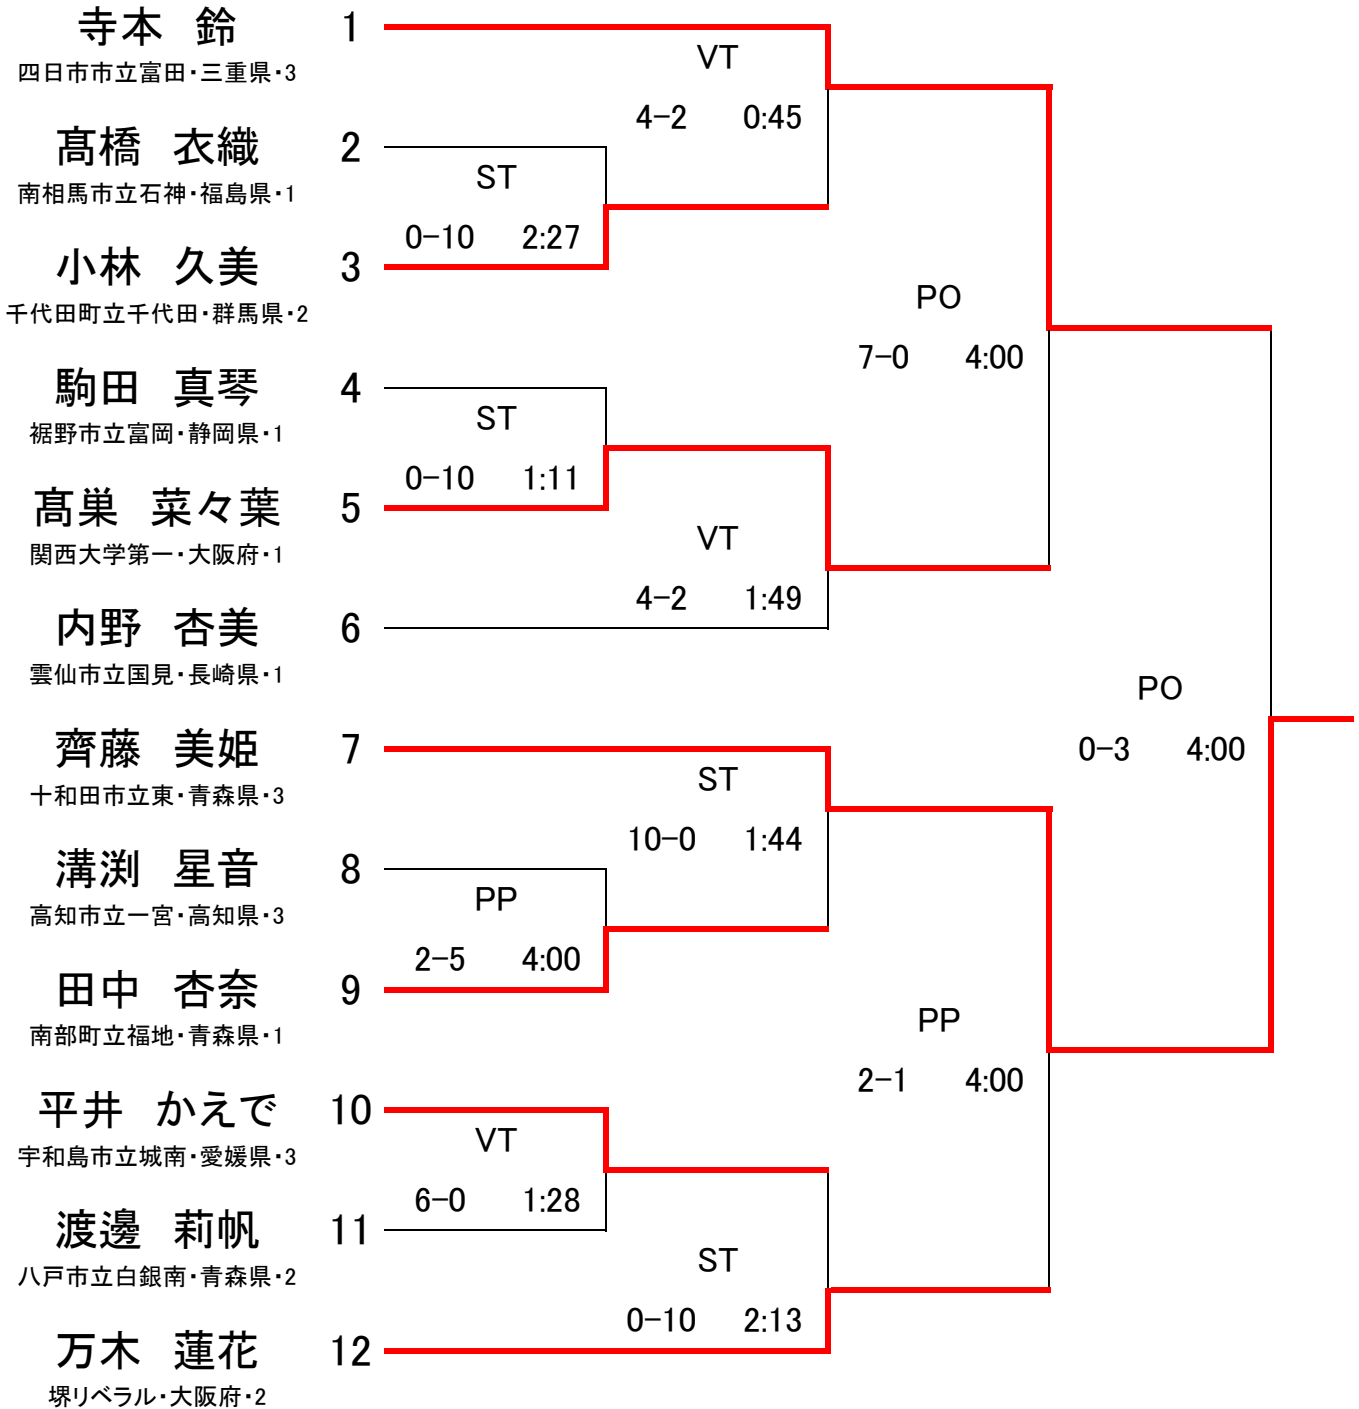 寺本 鈴 1
四日市市立富田・三重県・3
VT
4-2 0:45
髙橋 衣織 2
南相馬市立石神・福島県・1
ST
0-10 2:27
小林 久美 3
千代田町立千代田・群馬県・2
PO
7-0 4:00
駒田 真琴 4
裾野市立富岡・静岡県・1
ST
0-10 1:11
髙巣 菜々葉 5
関西大学第一・大阪府・1
VT
4-2 1:49
内野 杏美 6
雲仙市立国見・長崎県・1
PO
0-3 4:00
齊藤 美姫 7
十和田市立東・青森県・3
ST
10-0 1:44
溝渕 星音 8
高知市立一宮・高知県・3
PP
2-5 4:00
田中 杏奈 9
南部町立福地・青森県・1
PP
2-1 4:00
平井 かえで 10
宇和島市立城南・愛媛県・3
VT
6-0 1:28
渡邊 莉帆 11
八戸市立白銀南・青森県・2
ST
0-10 2:13
万木 蓮花 12
堺リベラル・大阪府・2